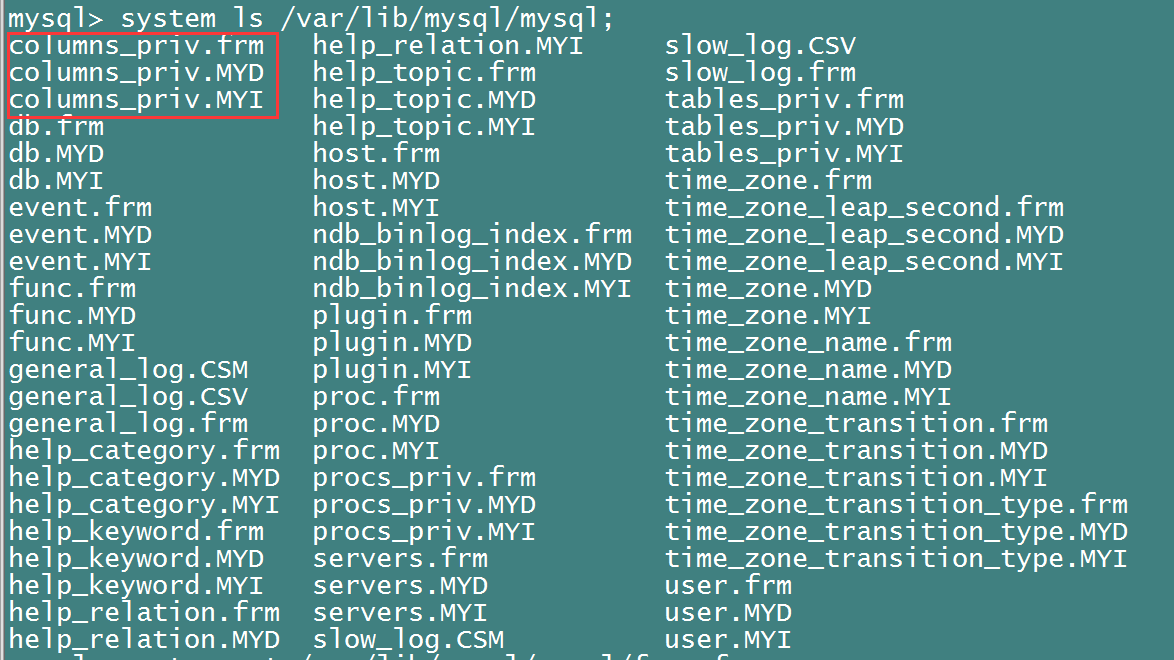 mysql> system ls /var/lib/mysql/mysql;
columns_priv.frm help_relation.MYI slow_log.CSV
columns_priv.MYD help_topic.frm slow_log.frm
columns_priv.MYI help_topic.MYD tables_priv.frm
db.frm help_topic.MYI tables_priv.MYD
db.MYD host.frm tables_priv.MYI
db.MYI host.MYD time_zone.frm
event.frm host.MYI time_zone_leap_second.frm
event.MYD ndb_binlog_index.frm time_zone_leap_second.MYD
event.MYI ndb_binlog_index.MYD time_zone_leap_second.MYI
func.frm ndb_binlog_index.MYI time_zone.MYD
func.MYD plugin.frm time_zone.MYI
func.MYI plugin.MYD time_zone_name.frm
general_log.CSM plugin.MYI time_zone_name.MYD
general_log.CSV proc.frm time_zone_name.MYI
general_log.frm proc.MYD time_zone_transition.frm
help_category.frm proc.MYI time_zone_transition.MYD
help_category.MYD procs_priv.frm time_zone_transition.MYI
help_category.MYI procs_priv.MYD time_zone_transition_type.frm
help_keyword.frm procs_priv.MYI time_zone_transition_type.MYD
help_keyword.MYD servers.frm time_zone_transition_type.MYI
help_keyword.MYI servers.MYD user.frm
help_relation.frm servers.MYI user.MYD
help_relation.MYD slow_log.CSM user.MYI